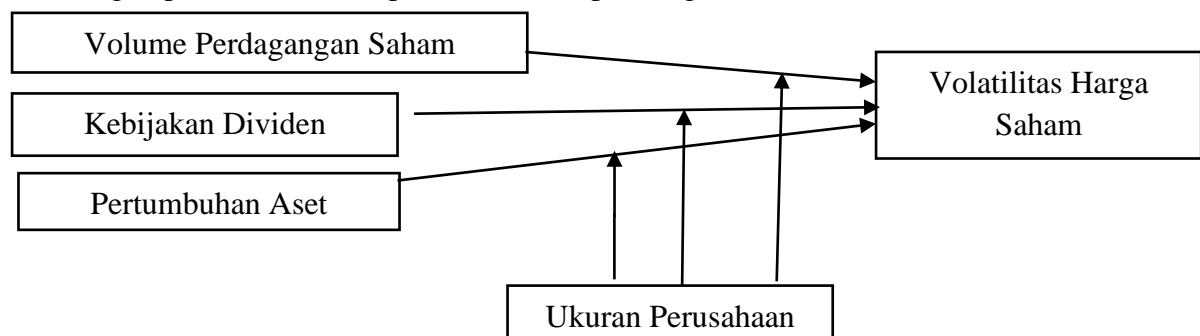 Volume Perdagangan Saham
Volatilitas Harga
Saham
Kebijakan Dividen
Pertumbuhan Aset
Ukuran Perusahaan